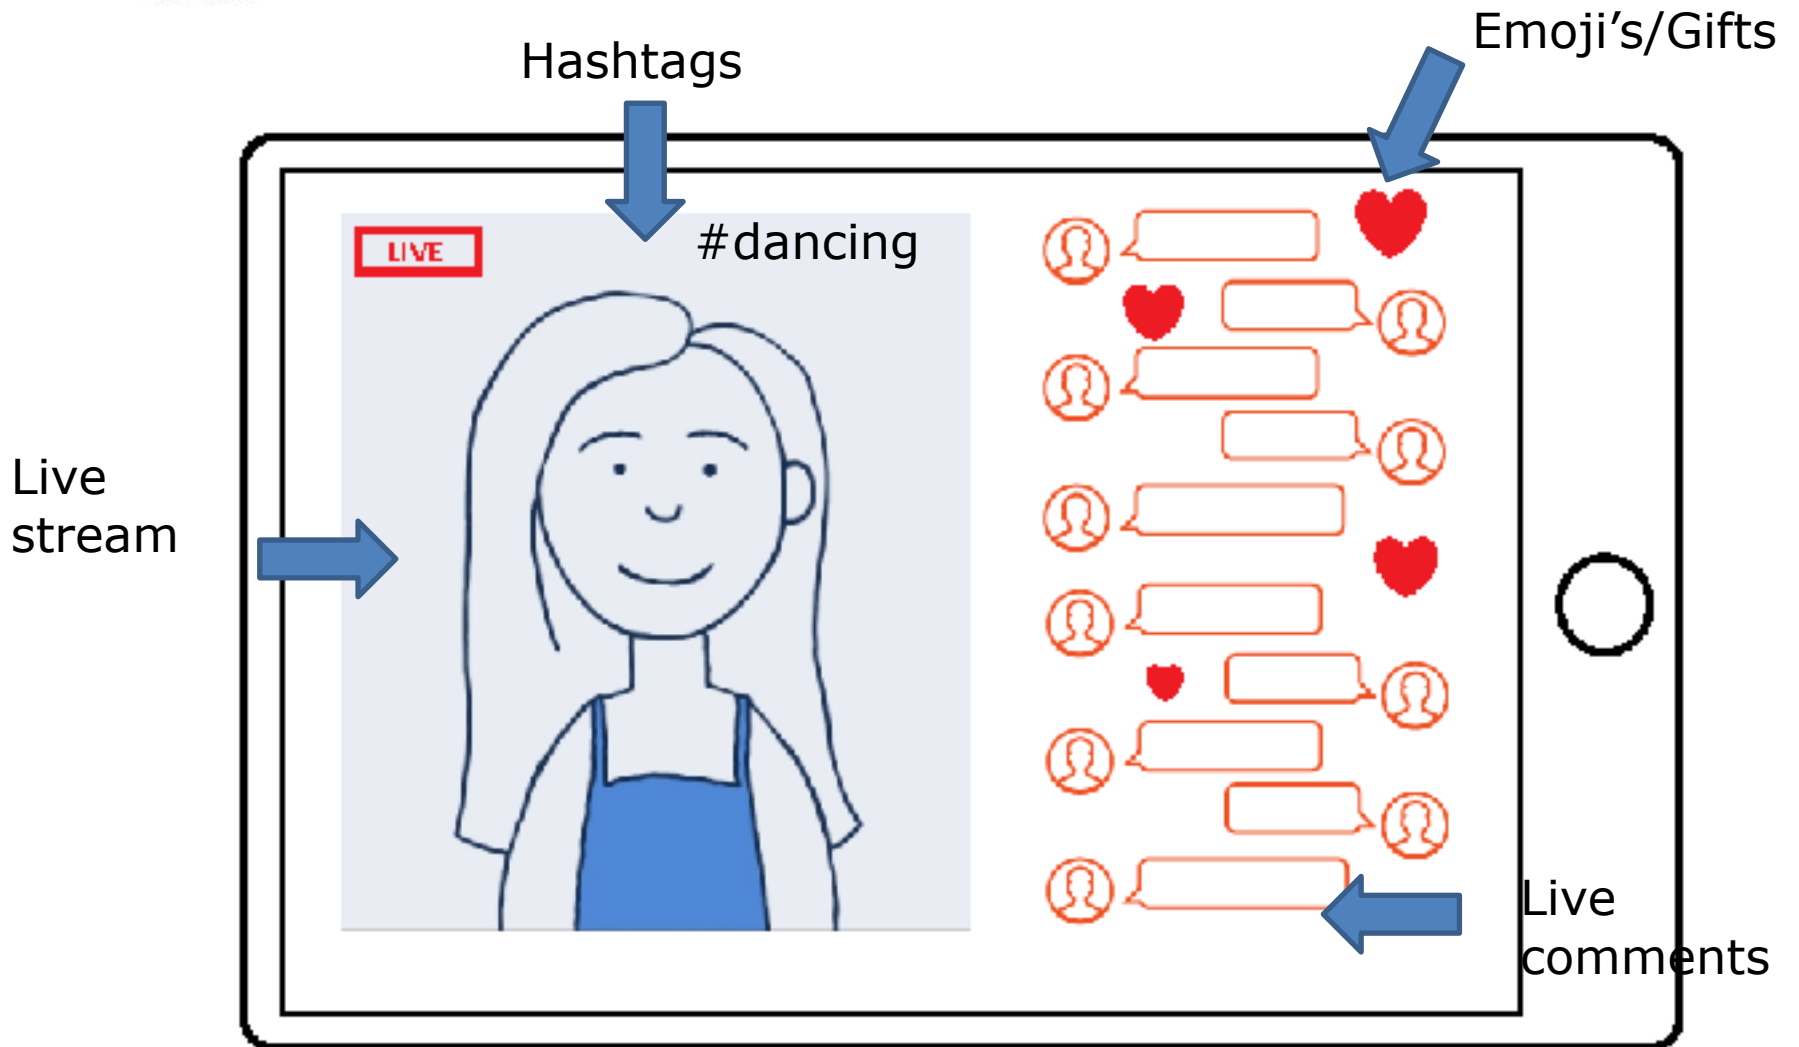 Emoji's/Gifts
Hashtags
LIVE
#dancing
Live
stream
Live
comments